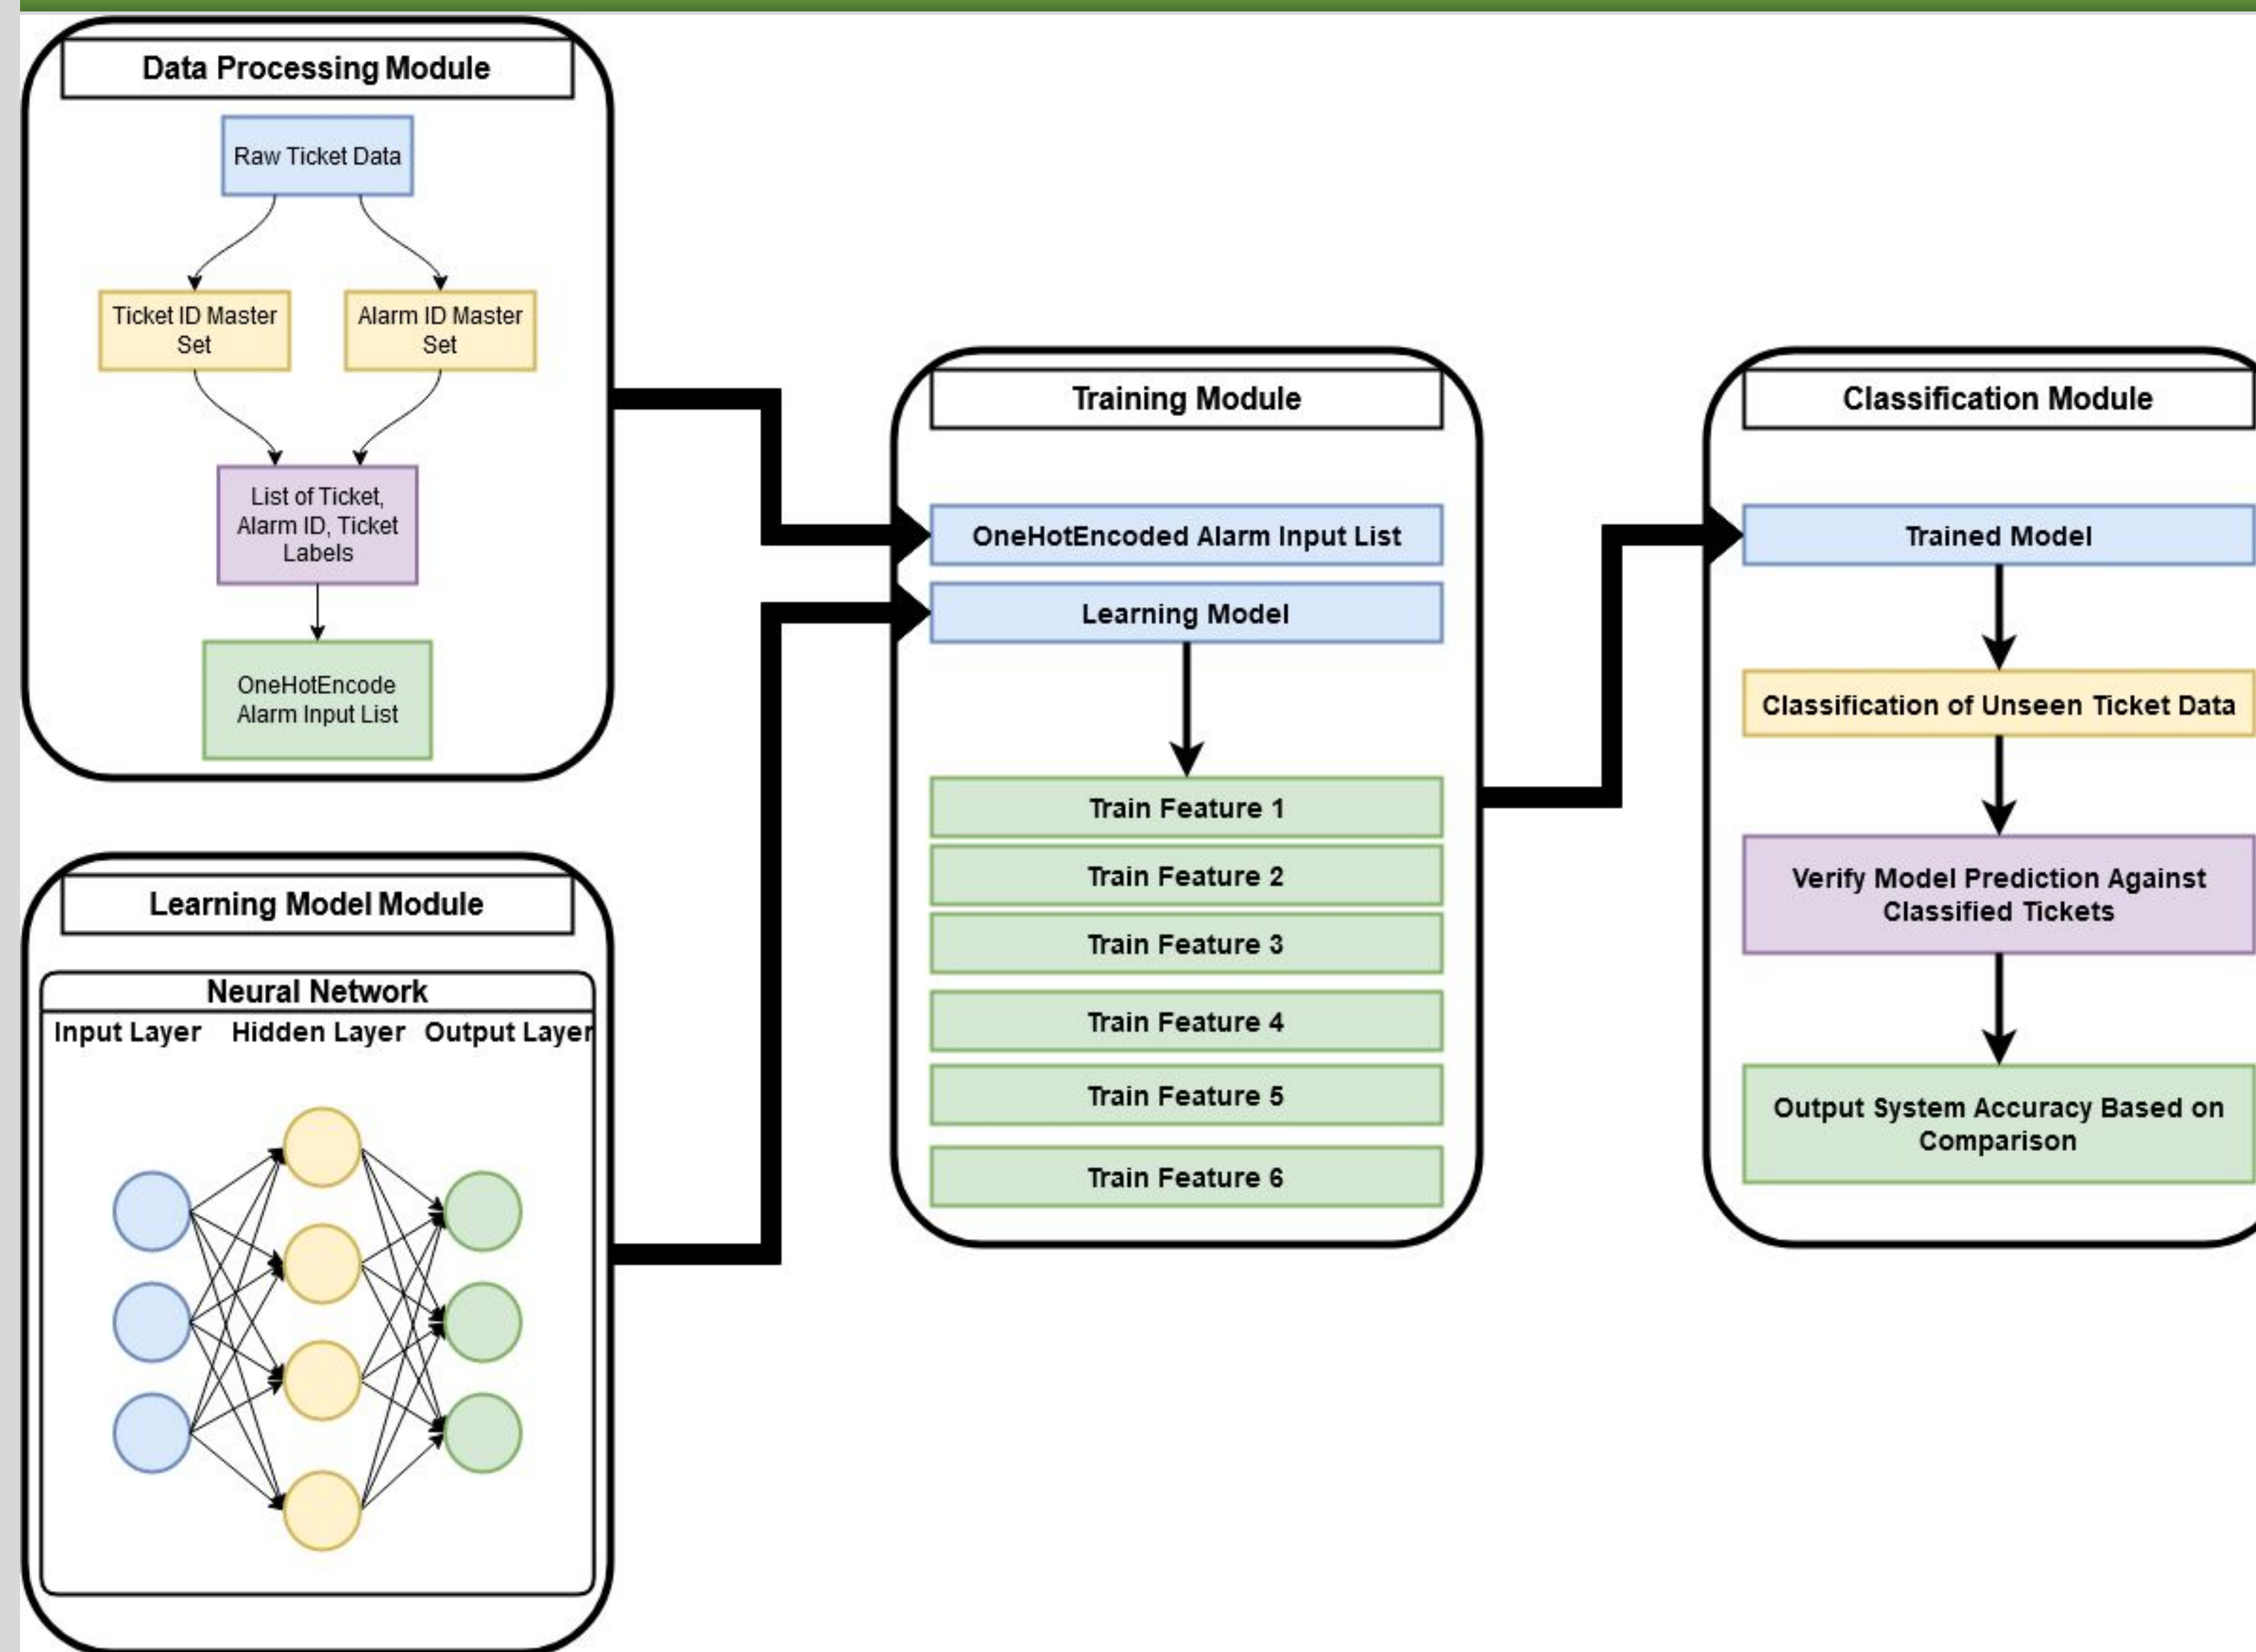 Data Processing Module
Raw Ticket Data
Ticket ID Master
Set
Alarm ID Master
Set
List of Ticket,
Alarm ID, Ticket
Labels
OneHotEncode
Alarm Input List
Learning Model Module
Neural Network
Input Layer
Hidden Layer
Output Layer
Training Module
OneHotEncoded Alarm Input List
Learning Model
Train Feature 1
Train Feature 2
Train Feature 3
Train Feature 4
Train Feature 5
Train Feature 6
Classification Module
Trained Model
Classification of Unseen Ticket Data
Verify Model Prediction Against
Classified Tickets
Output System Accuracy Based on
Comparison